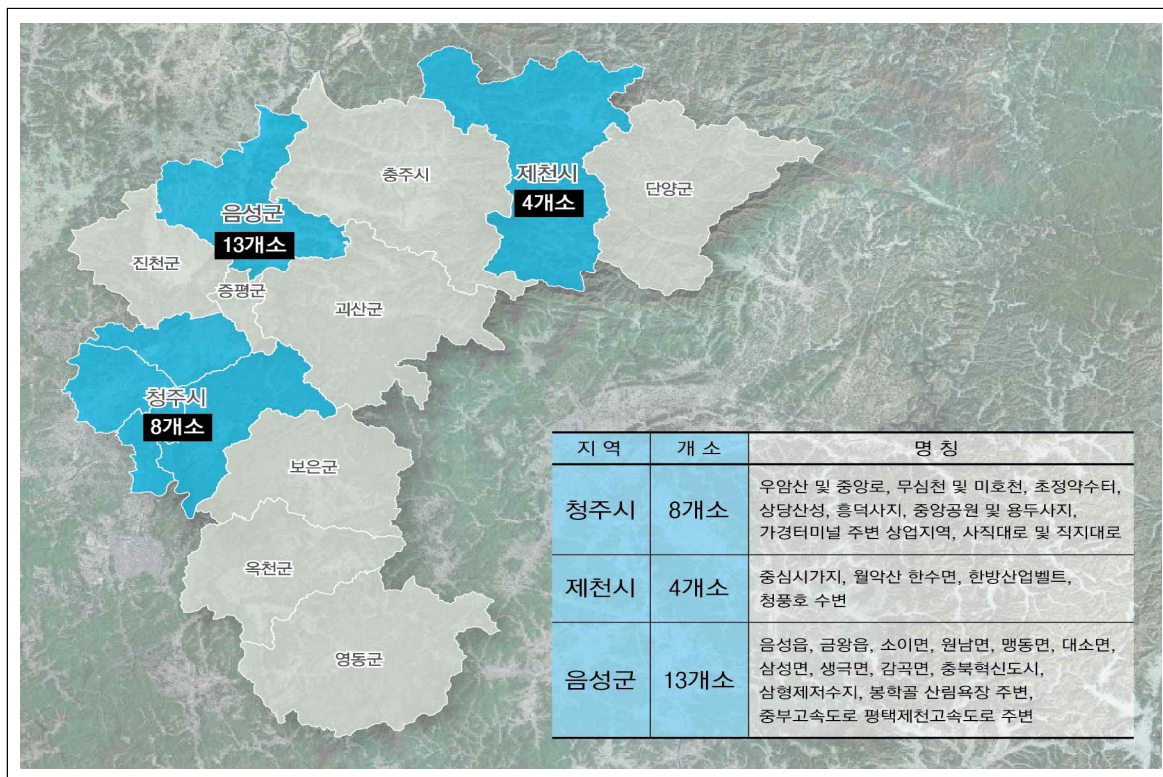 충주시
제천시
4개소
단양군
음성군
13개소
진천군
증평군
괴산군
청주시
8개소
보은군
옥천군
영동군
지 역 개 소 명 칭
청주시 8개소 우암산 및 중앙로, 무심천 및 미호천, 초정약수터,
상당산성, 흥덕사지, 중앙공원 및 용두사지,
가경터미널 주변 상업지역, 사직대로 및 직지대로
제천시 4개소 중심시가지, 월악산 한수면, 한방산업벨트,
청풍호 수변
음성군 13개소 음성읍, 금왕읍, 소이면, 원남면, 맹동면, 대소면,
삼성면, 생극면, 감곡면, 충북혁신도시,
삼형제저수지, 봉학골 산림욕장 주변,
중부고속도로 평택제천고속도로 주변